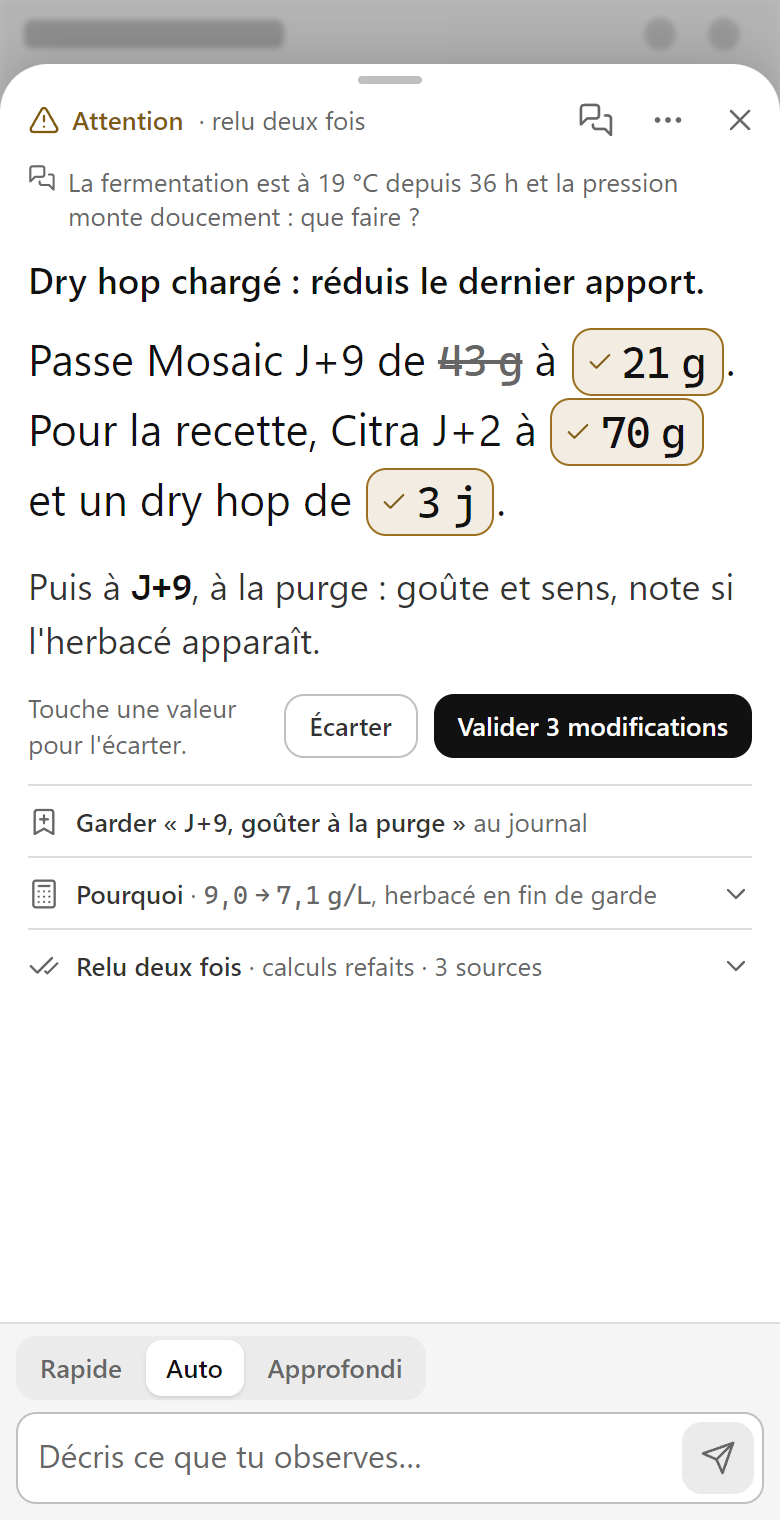 Attention · relu deux fois
La fermentation est à 19 °C depuis 36 h et la pression
monte doucement : que faire ?
Dry hop chargé : réduis le dernier apport.
Passe Mosaic J+9 de 43 g à 21 g.
Pour la recette, Citra J+2 à 70 g
et un dry hop de 3 j.
Puis à J+9, à la purge : goûte et sens, note si
l'herbacé apparaît.
Touche une valeur
pour l'écarter.
Écarter
Valider 3 modifications
Garder « J+9, goûter à la purge » au journal
Pourquoi · 9,0 → 7,1 g/L, herbacé en fin de garde
Relu deux fois · calculs refaits · 3 sources
Rapide
Auto
Approfondi
Décris ce que tu observes...